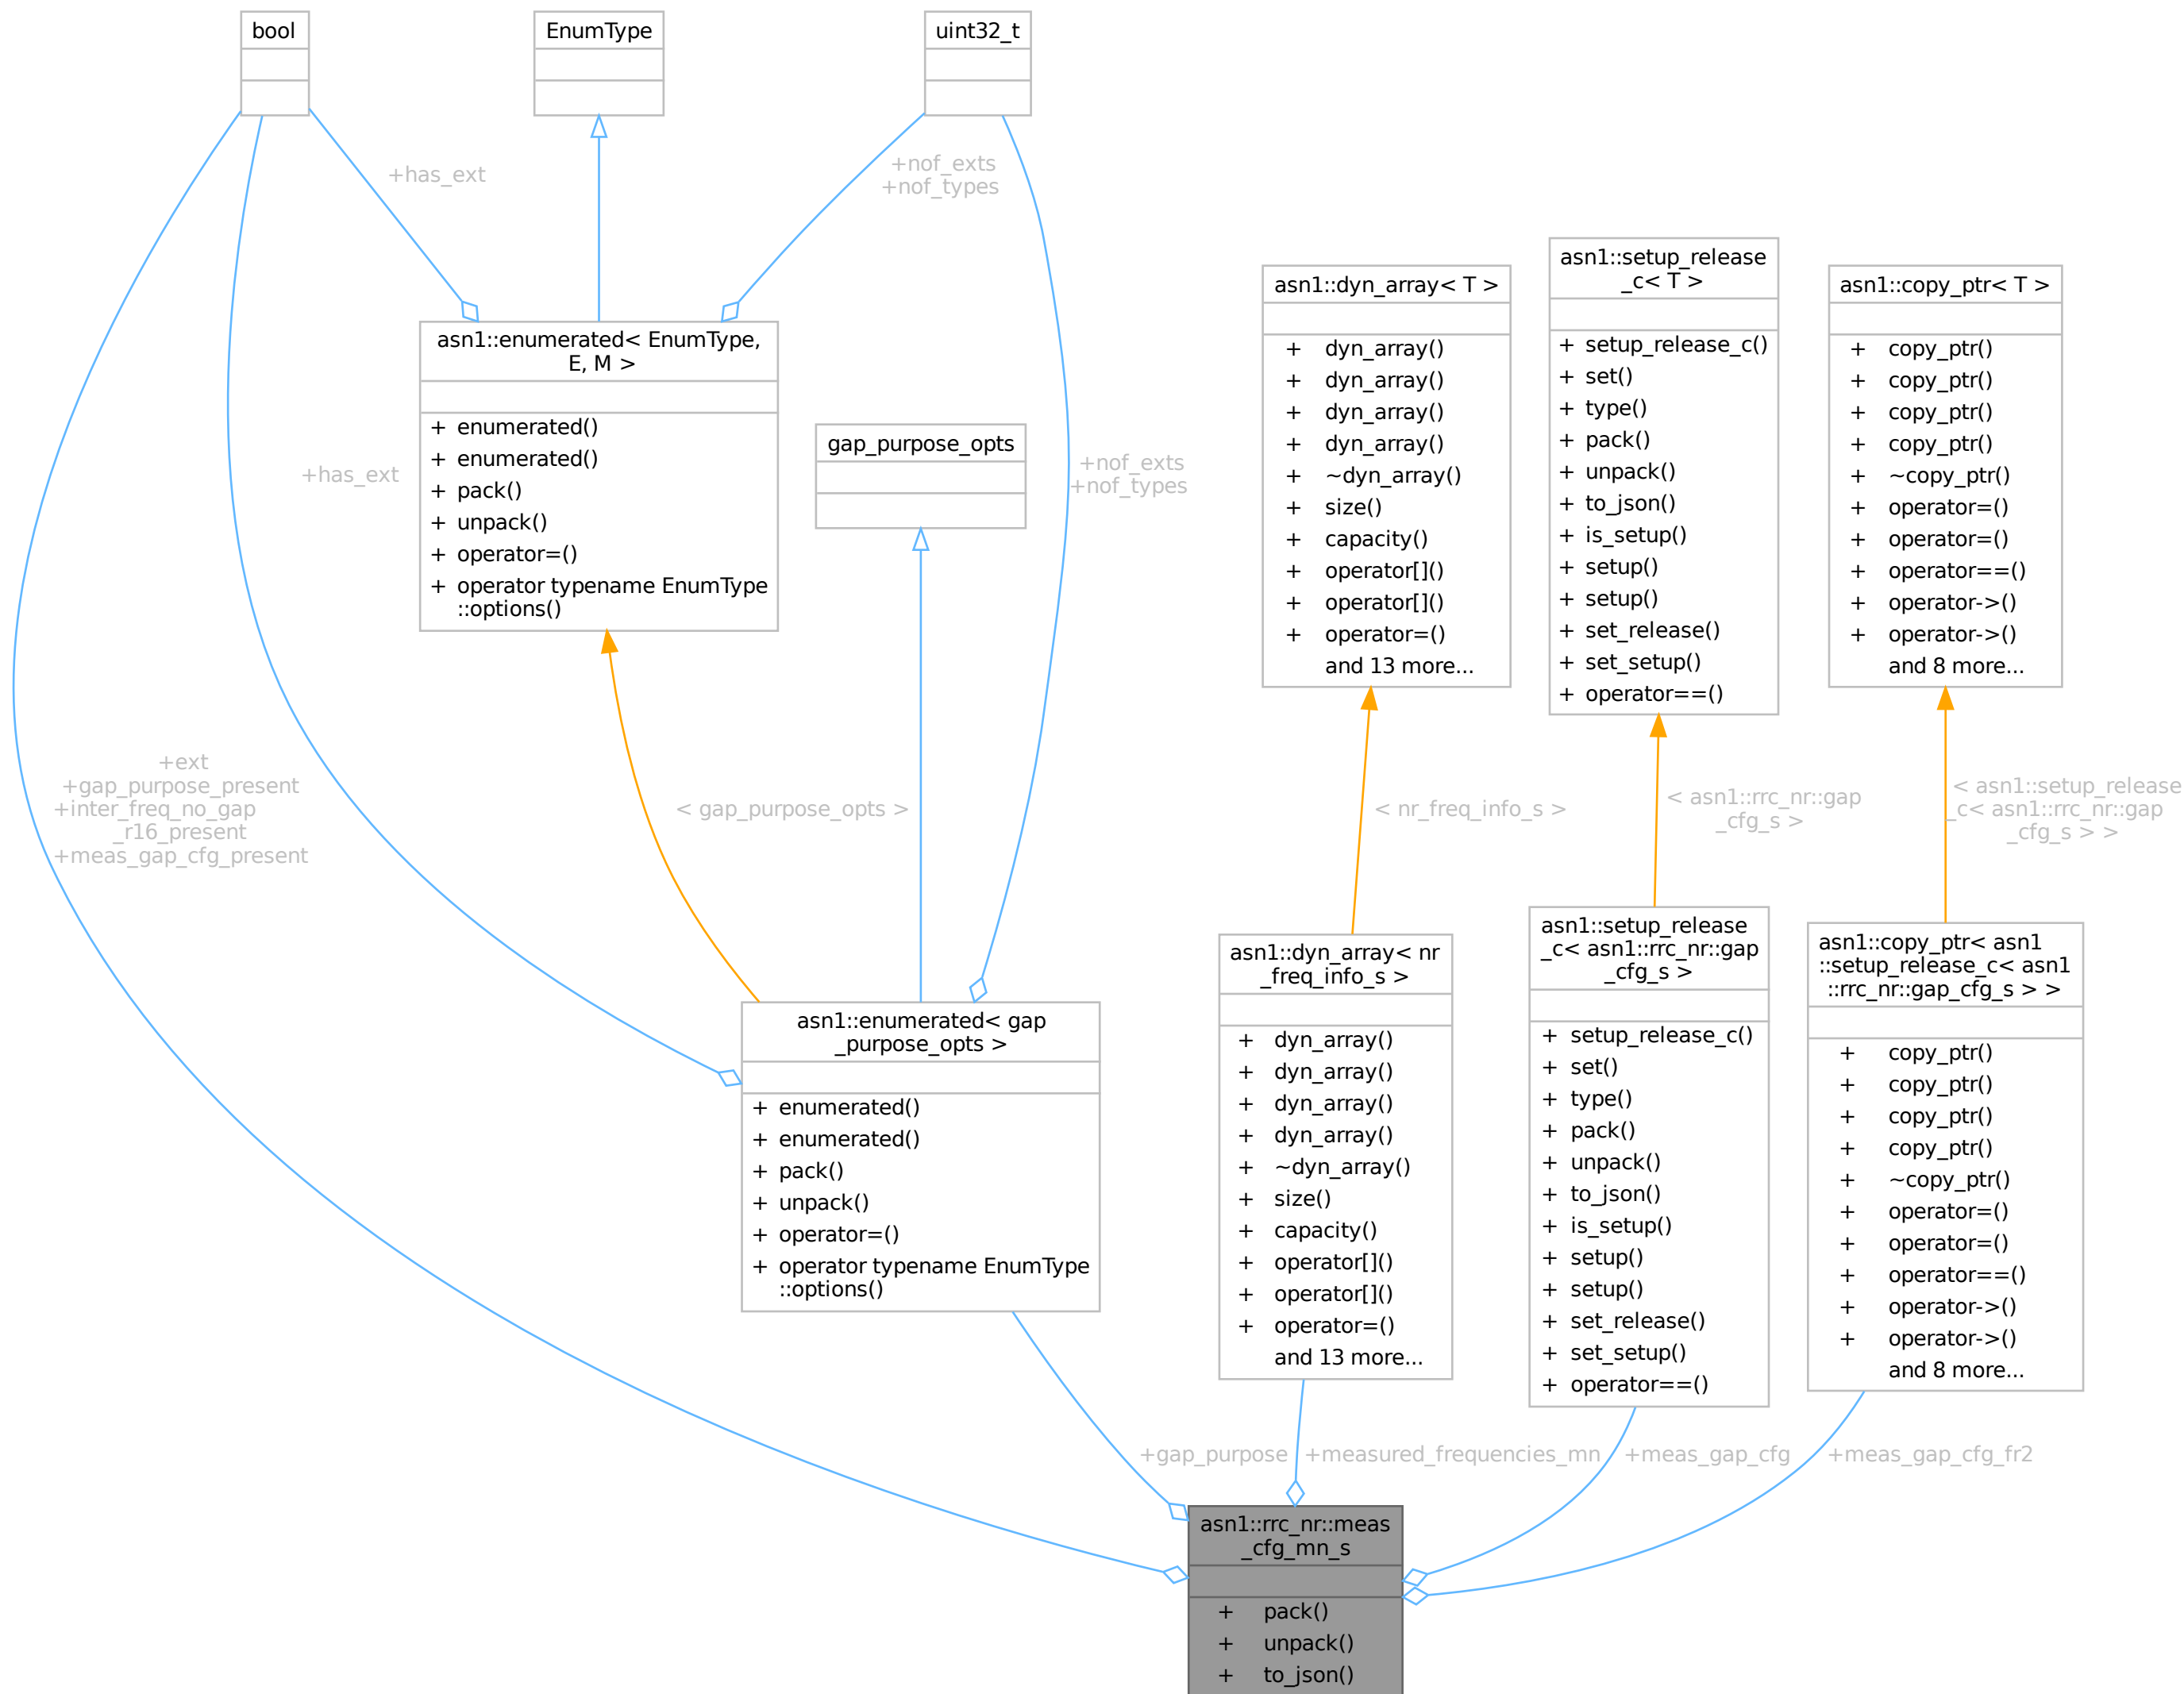 bool
EnumType
uint32_t
+has_ext
+nof_exts
+nof_types
asn1::enumerated< EnumType,
E, M >
+ enumerated()
+ enumerated()
+ pack()
+ unpack()
+ operator=()
+ operator typename EnumType
::options()
gap_purpose_opts
+has_ext
+nof_exts
+nof_types
asn1::dyn_array< T >
+ dyn_array()
+ dyn_array()
+ dyn_array()
+ dyn_array()
+ ~dyn_array()
+ size()
+ capacity()
+ operator[]()
+ operator[]()
+ operator=()
and 13 more...
asn1::setup_release
_c< T >
+ setup_release_c()
+ set()
+ type()
+ pack()
+ unpack()
+ to_json()
+ is_setup()
+ setup()
+ setup()
+ set_release()
+ set_setup()
+ operator==()
asn1::copy_ptr< T >
+ copy_ptr()
+ copy_ptr()
+ copy_ptr()
+ copy_ptr()
+ ~copy_ptr()
+ operator=()
+ operator=()
+ operator==()
+ operator->()
+ operator->()
and 8 more...
+ext
+gap_purpose_present
+inter_freq_no_gap
_r16_present
+meas_gap_cfg_present
< gap_purpose_opts >
< nr_freq_info_s >
< asn1::rrc_nr::gap
_cfg_s >
< asn1::setup_release
_c< asn1::rrc_nr::gap
_cfg_s > >
asn1::enumerated< gap
_purpose_opts >
+ enumerated()
+ enumerated()
+ pack()
+ unpack()
+ operator=()
+ operator typename EnumType
::options()
asn1::dyn_array< nr
_freq_info_s >
+ dyn_array()
+ dyn_array()
+ dyn_array()
+ dyn_array()
+ ~dyn_array()
+ size()
+ capacity()
+ operator[]()
+ operator[]()
+ operator=()
and 13 more...
asn1::setup_release
_c< asn1::rrc_nr::gap
_cfg_s >
+ setup_release_c()
+ set()
+ type()
+ pack()
+ unpack()
+ to_json()
+ is_setup()
+ setup()
+ setup()
+ set_release()
+ set_setup()
+ operator==()
asn1::copy_ptr< asn1
::setup_release_c< asn1
::rrc_nr::gap_cfg_s > >
+ copy_ptr()
+ copy_ptr()
+ copy_ptr()
+ copy_ptr()
+ ~copy_ptr()
+ operator=()
+ operator=()
+ operator==()
+ operator->()
+ operator->()
and 8 more...
+gap_purpose
+measured_frequencies_mn
+meas_gap_cfg
+meas_gap_cfg_fr2
asn1::rrc_nr::meas
_cfg_mn_s
+ pack()
+ unpack()
+ to_json()